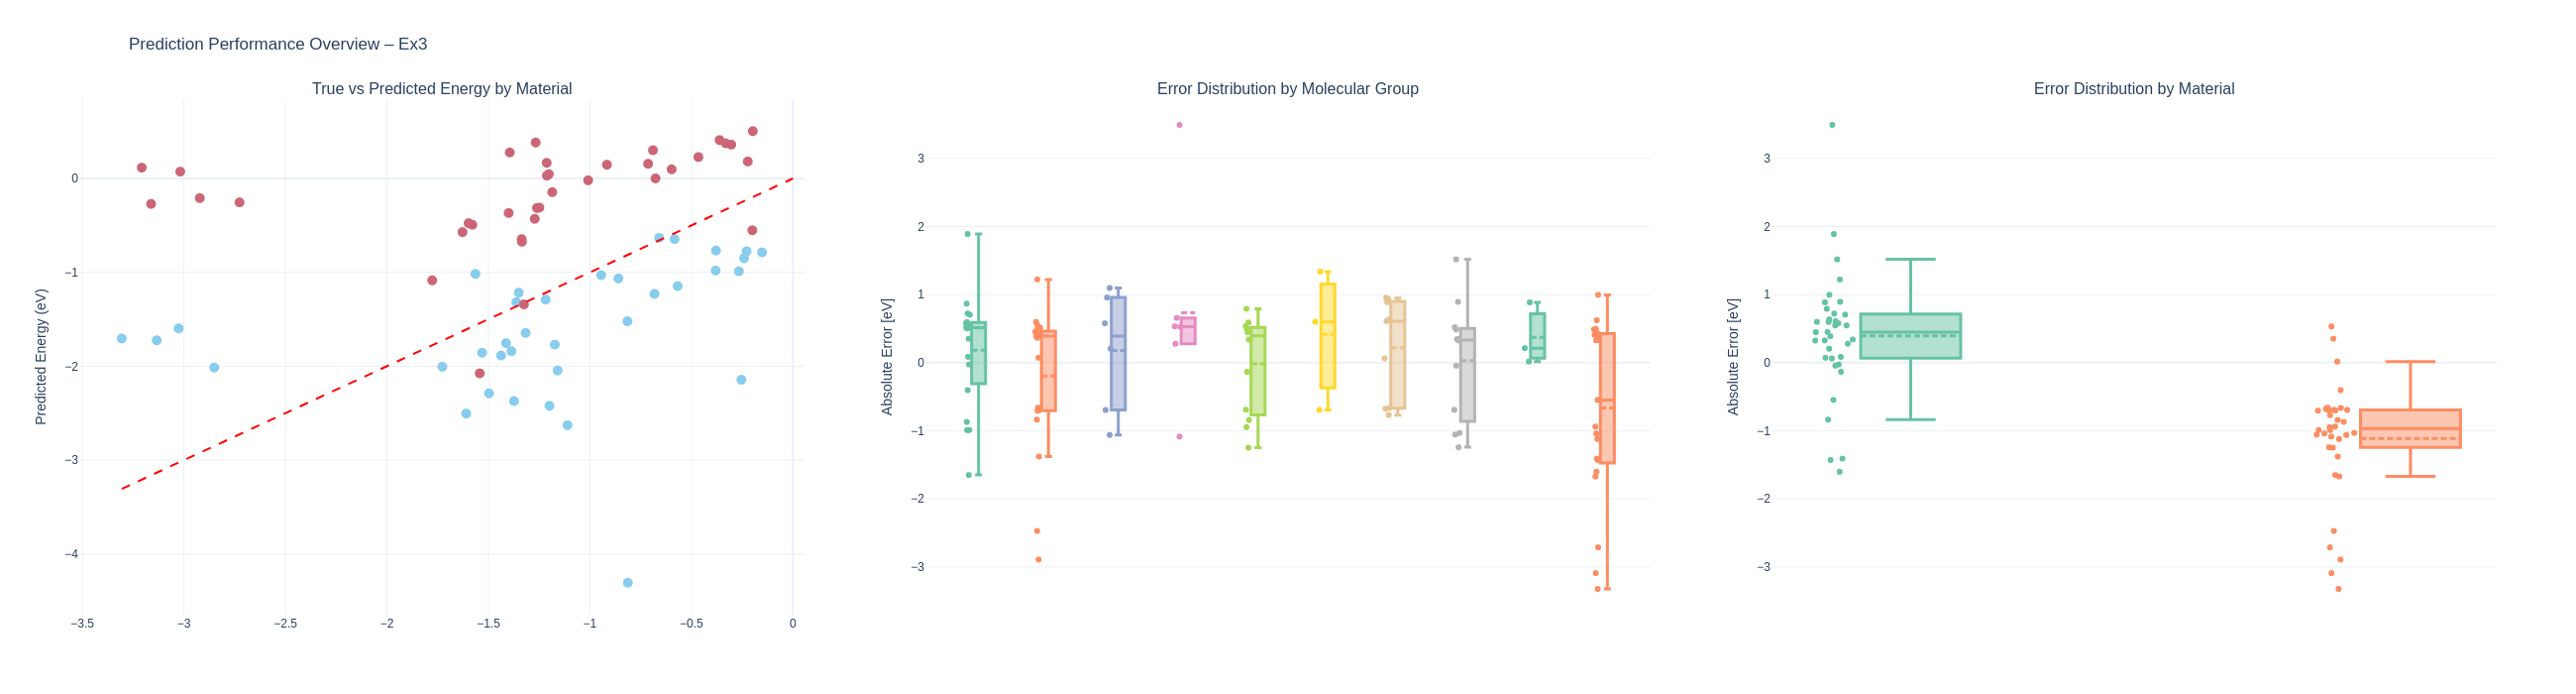 Prediction Performance Overview – Ex3
True vs Predicted Energy by Material
Predicted Energy (eV)
0
−1
−2
−3
−4
−3.5 −3 −2.5 −2 −1.5 −1 −0.5 0
Error Distribution by Molecular Group
Absolute Error [eV]
3
2
1
0
−1
−2
−3
Error Distribution by Material
Absolute Error [eV]
3
2
1
0
−1
−2
−3